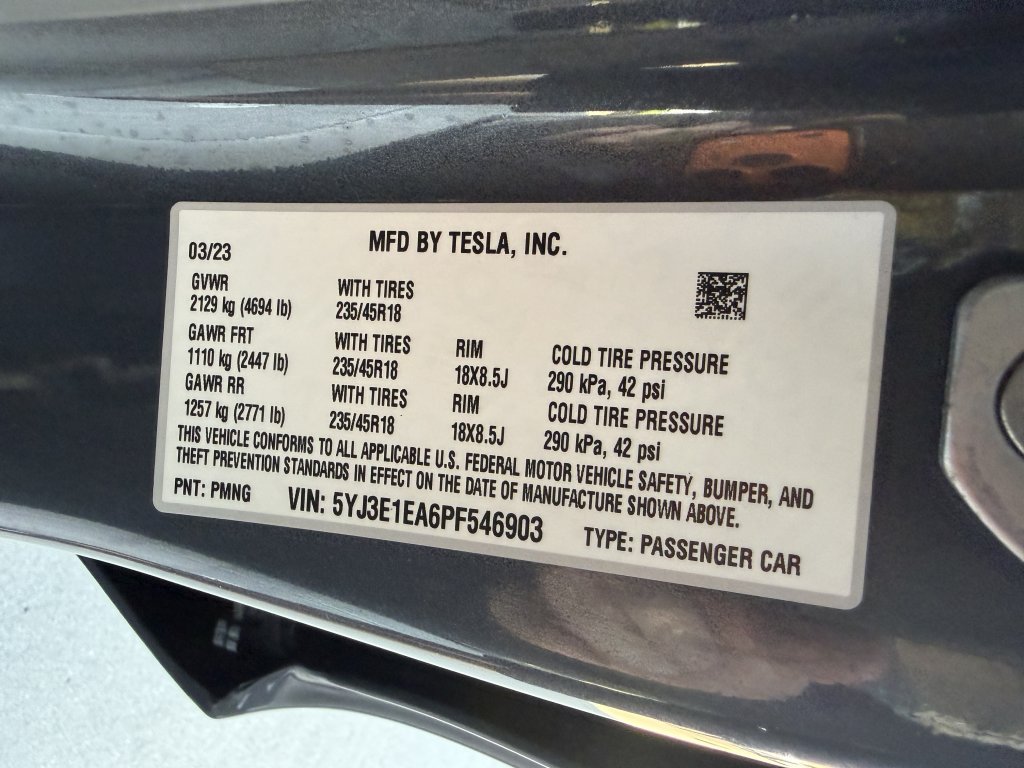 MFD BY TESLA, INC.
03/23
GVWR WITH TIRES
2129 kg (4694 lb) 235/45R18
GAWR FRT WITH TIRES RIM COLD TIRE PRESSURE
1110 kg (2447 lb) 235/45R18 18X8.5J 290 kPa, 42 psi
GAWR RR WITH TIRES RIM COLD TIRE PRESSURE
1257 kg (2771 lb) 235/45R18 18X8.5J 290 kPa, 42 psi
THIS VEHICLE CONFORMS TO ALL APPLICABLE U.S. FEDERAL MOTOR VEHICLE SAFETY, BUMPER, AND
THEFT PREVENTION STANDARDS IN EFFECT ON THE DATE OF MANUFACTURE SHOWN ABOVE.
PNT: PMNG VIN: 5YJ3E1EA6PF546903 TYPE: PASSENGER CAR